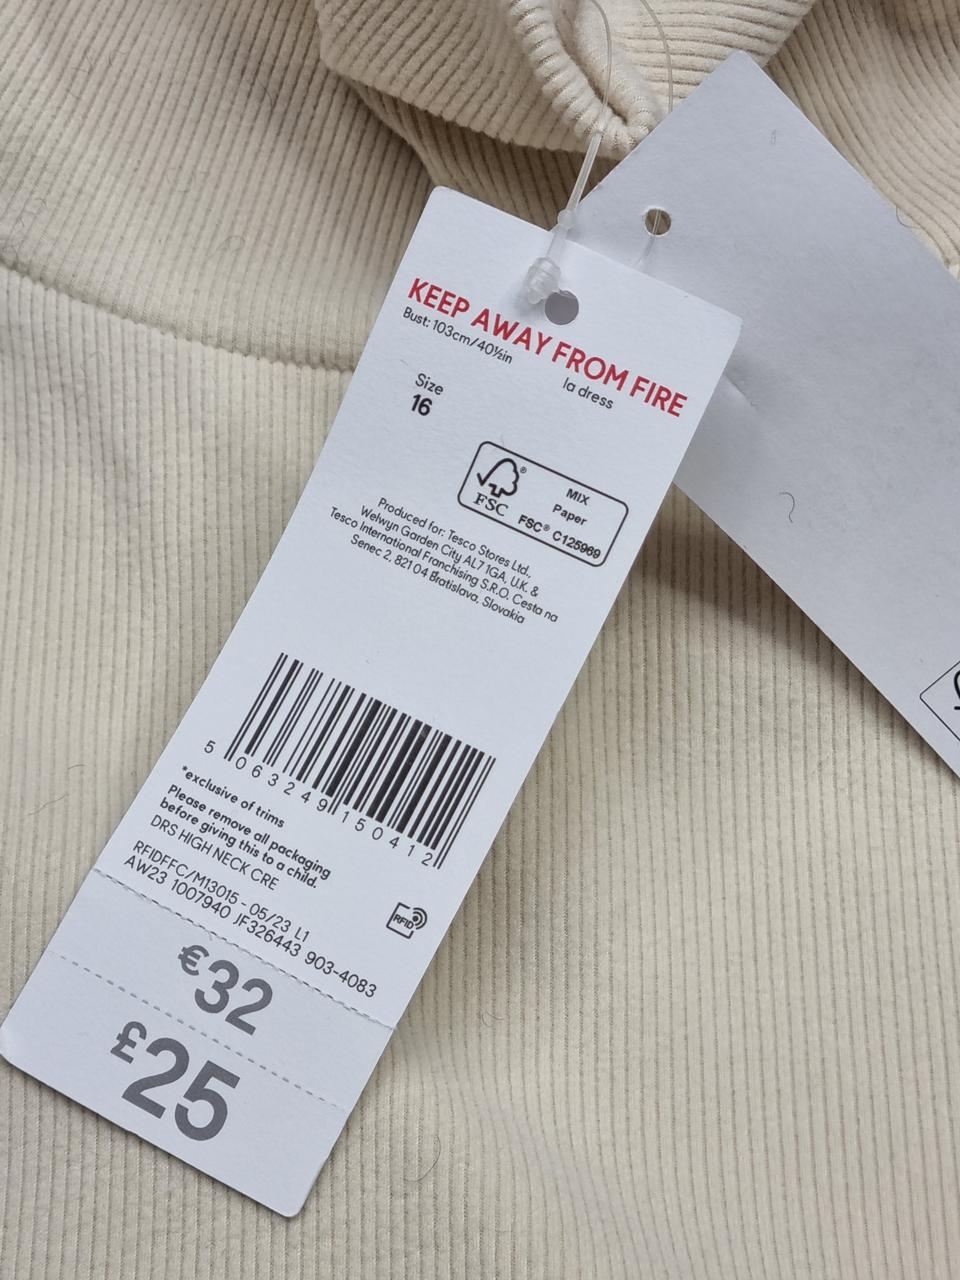 KEEP AWAY FROM FIRE
Bust: 103cm/40½in
la dress
Size
16
FSC®
MIX
Paper
FSC® C125969
Produced for: Tesco Stores Ltd.,
Welwyn Garden City AL7 1GA, U.K. &
Tesco International Franchising S.R.O. Cesta na
Senec 2, 821 04 Bratislava, Slovakia
5 063249 150412
*exclusive of trims
Please remove all packaging
before giving this to a child.
DRS HIGH NECK CRE
RFIDFFC/M13015 - 05/23 L1
AW23 1007940 JF326443 903-4083
RFID
€32
£25